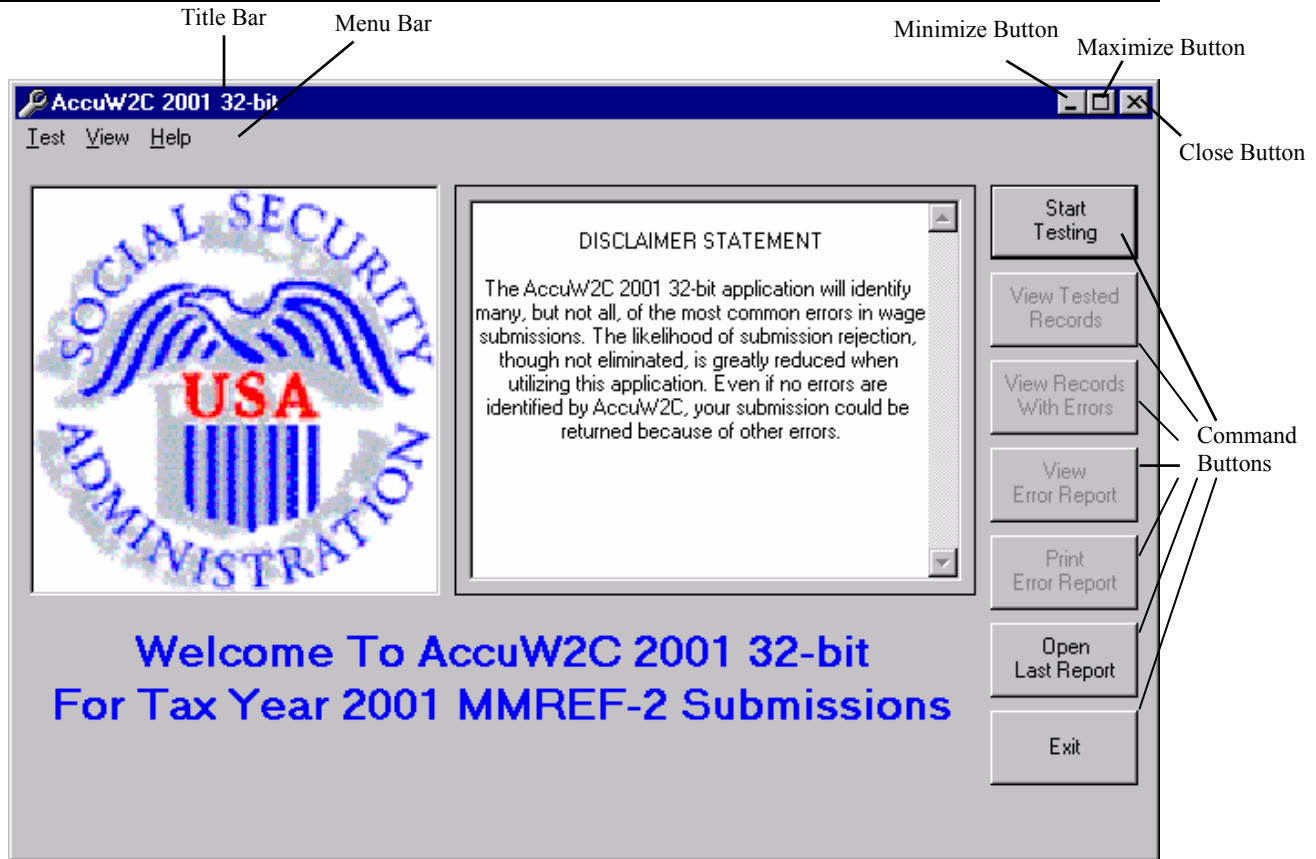 Title Bar
Menu Bar
Minimize Button
Maximize Button
AccuW2C 2001 32-bit
Close Button
Test View Help
SOCIAL SECURITY
ADMINISTRATION
USA
DISCLAIMER STATEMENT
The AccuW2C 2001 32-bit application will identify
many, but not all, of the most common errors in wage
submissions. The likelihood of submission rejection,
though not eliminated, is greatly reduced when
utilizing this application. Even if no errors are
identified by AccuW2C, your submission could be
returned because of other errors.
Start
Testing
View Tested
Records
View Records
With Errors
View
Error Report
Print
Error Report
Open
Last Report
Exit
Command
Buttons
Welcome To AccuW2C 2001 32-bit
For Tax Year 2001 MMREF-2 Submissions